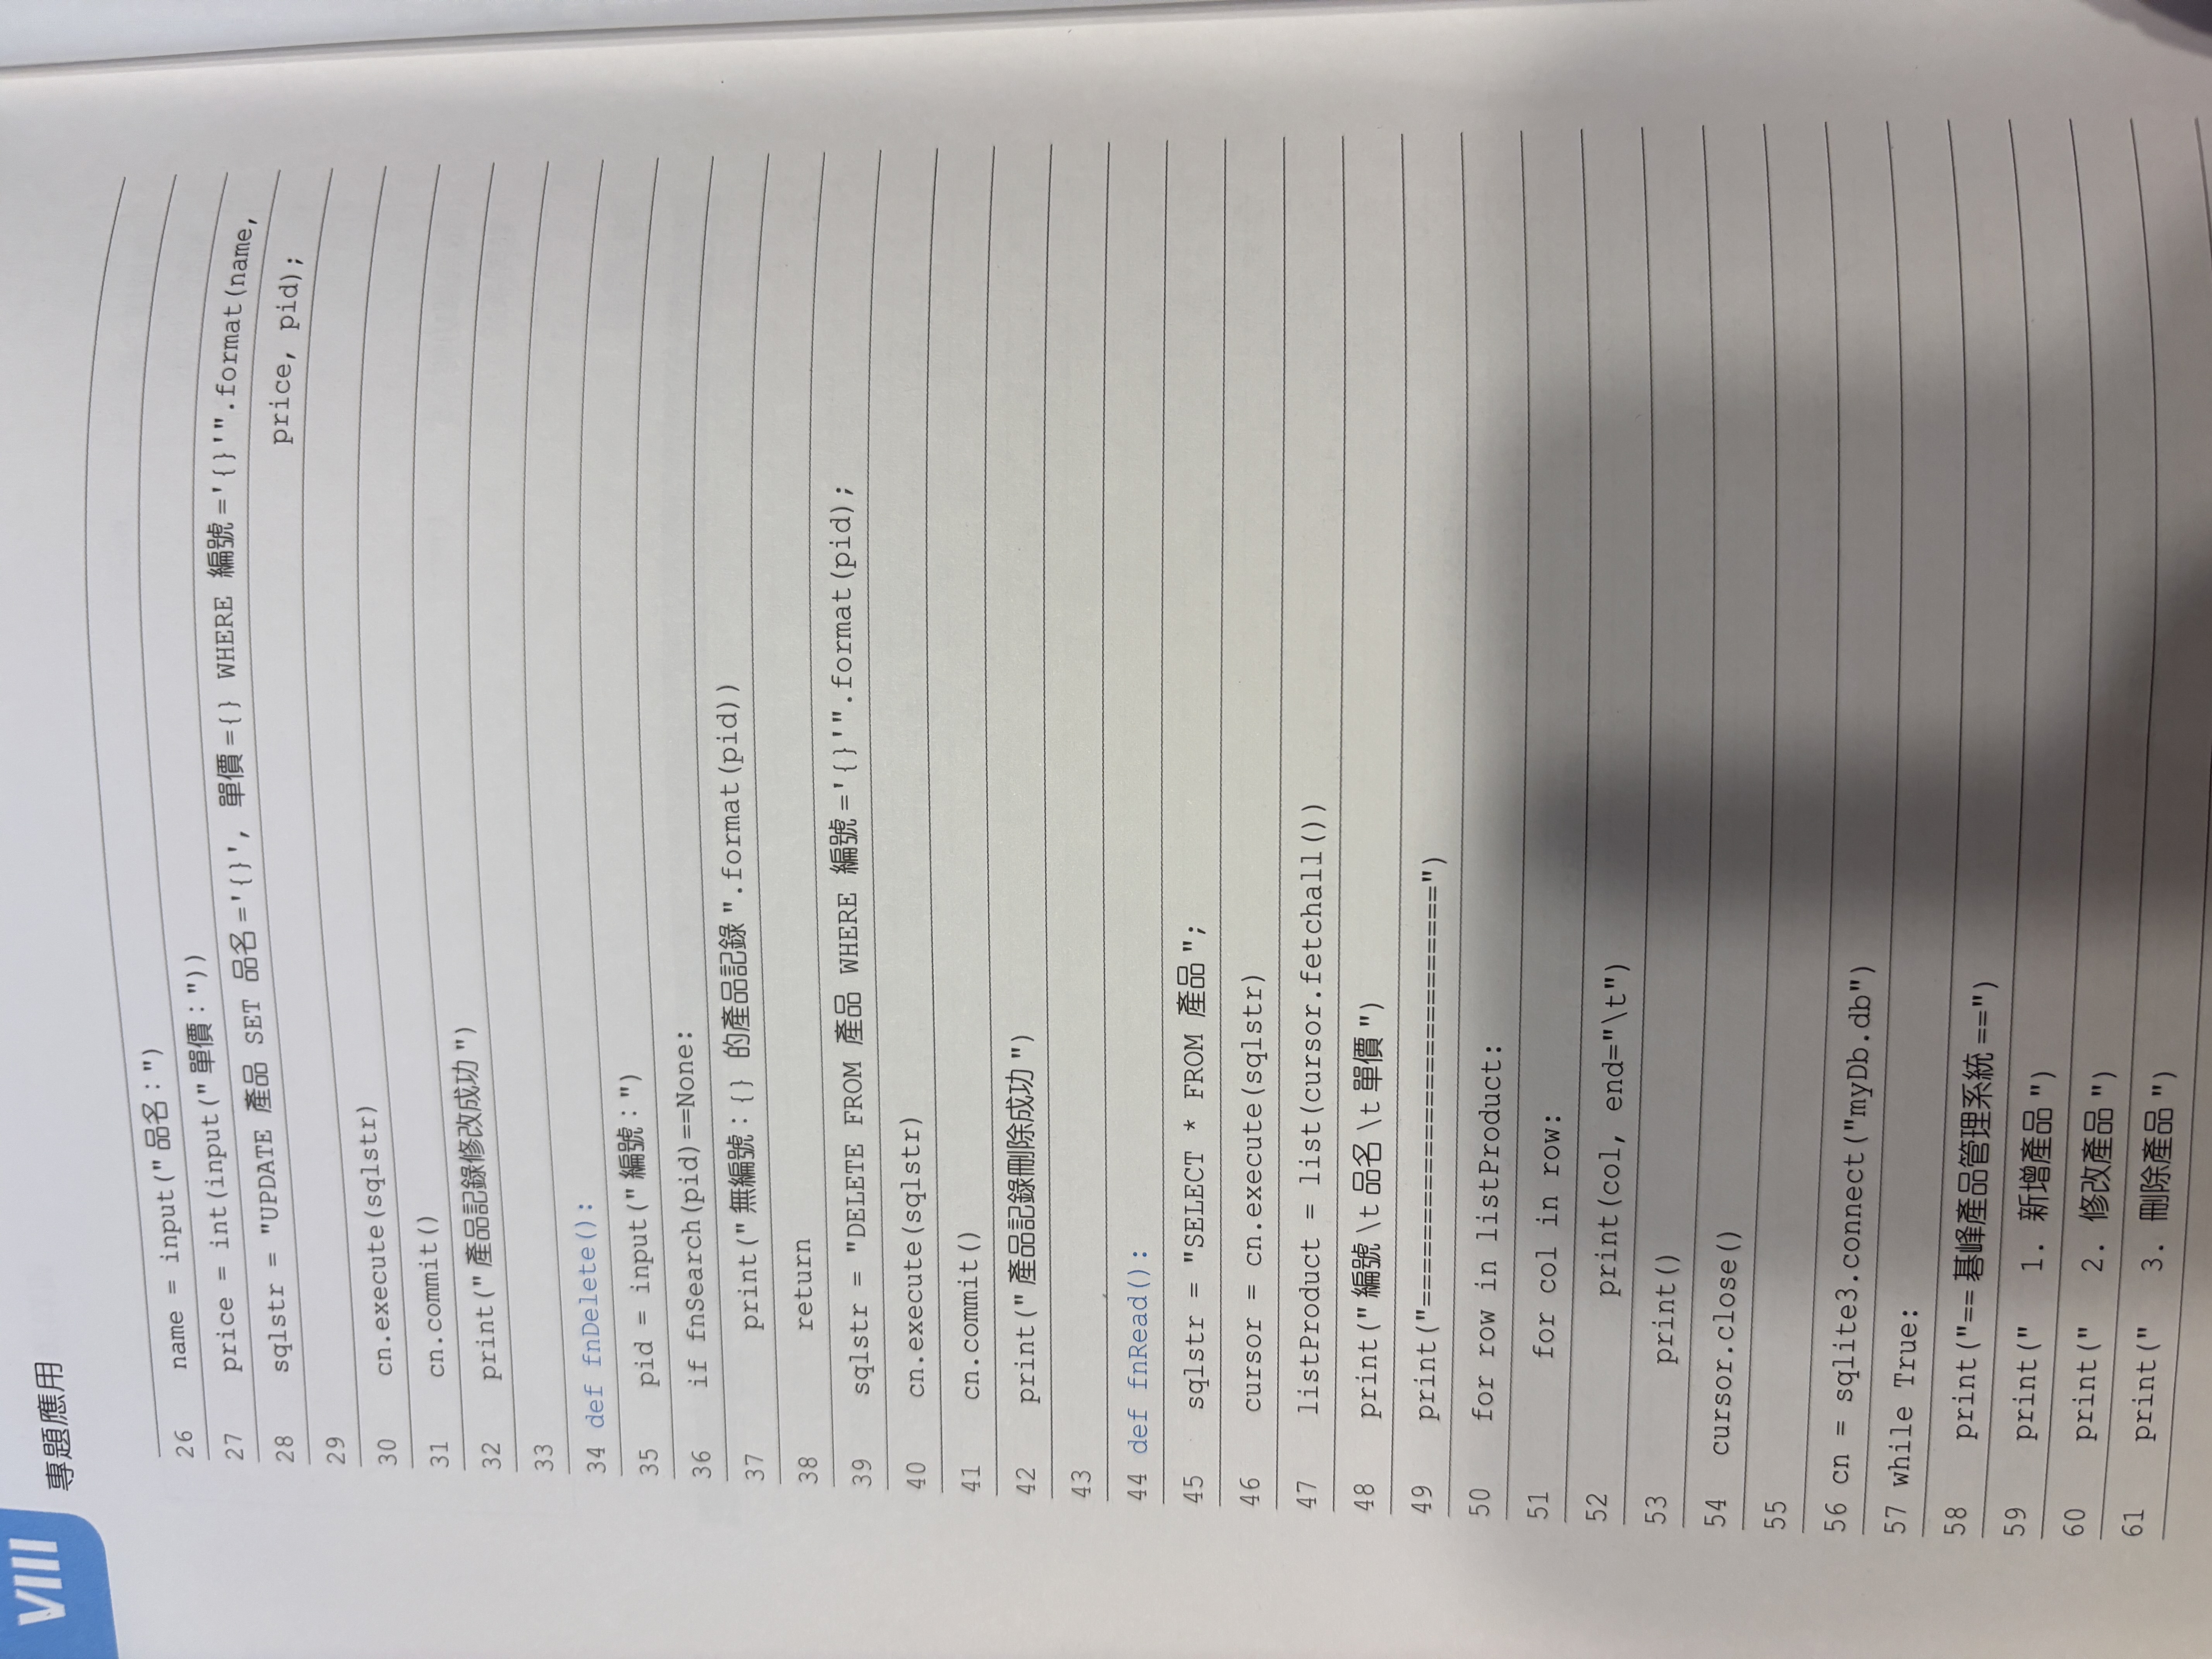 VIII
專題應用
26 name = input("品名：")
27 price = int(input("單價："))
28 sqlstr = "UPDATE 產品 SET 品名='{}', 單價={} WHERE 編號='{}'".format(name,
price, pid);
29
30 cn.execute(sqlstr)
31 cn.commit()
32 print("產品記錄修改成功")
33
34 def fnDelete():
35 pid = input("編號：")
36 if fnSearch(pid)==None:
37 print("無編號：{} 的產品記錄".format(pid))
38 return
39 sqlstr = "DELETE FROM 產品 WHERE 編號='{}'".format(pid);
40 cn.execute(sqlstr)
41 cn.commit()
42 print("產品記錄刪除成功")
43
44 def fnRead():
45 sqlstr = "SELECT * FROM 產品";
46 cursor = cn.execute(sqlstr)
47 listProduct = list(cursor.fetchall())
48 print("編號\t品名\t單價")
49 print("==========================")
50 for row in listProduct:
51 for col in row:
52 print(col, end="\t")
53 print()
54 cursor.close()
55
56 cn = sqlite3.connect("myDb.db")
57 while True:
58 print("==碁峰產品管理系統==")
59 print("   1. 新增產品")
60 print("   2. 修改產品")
61 print("   3. 刪除產品")